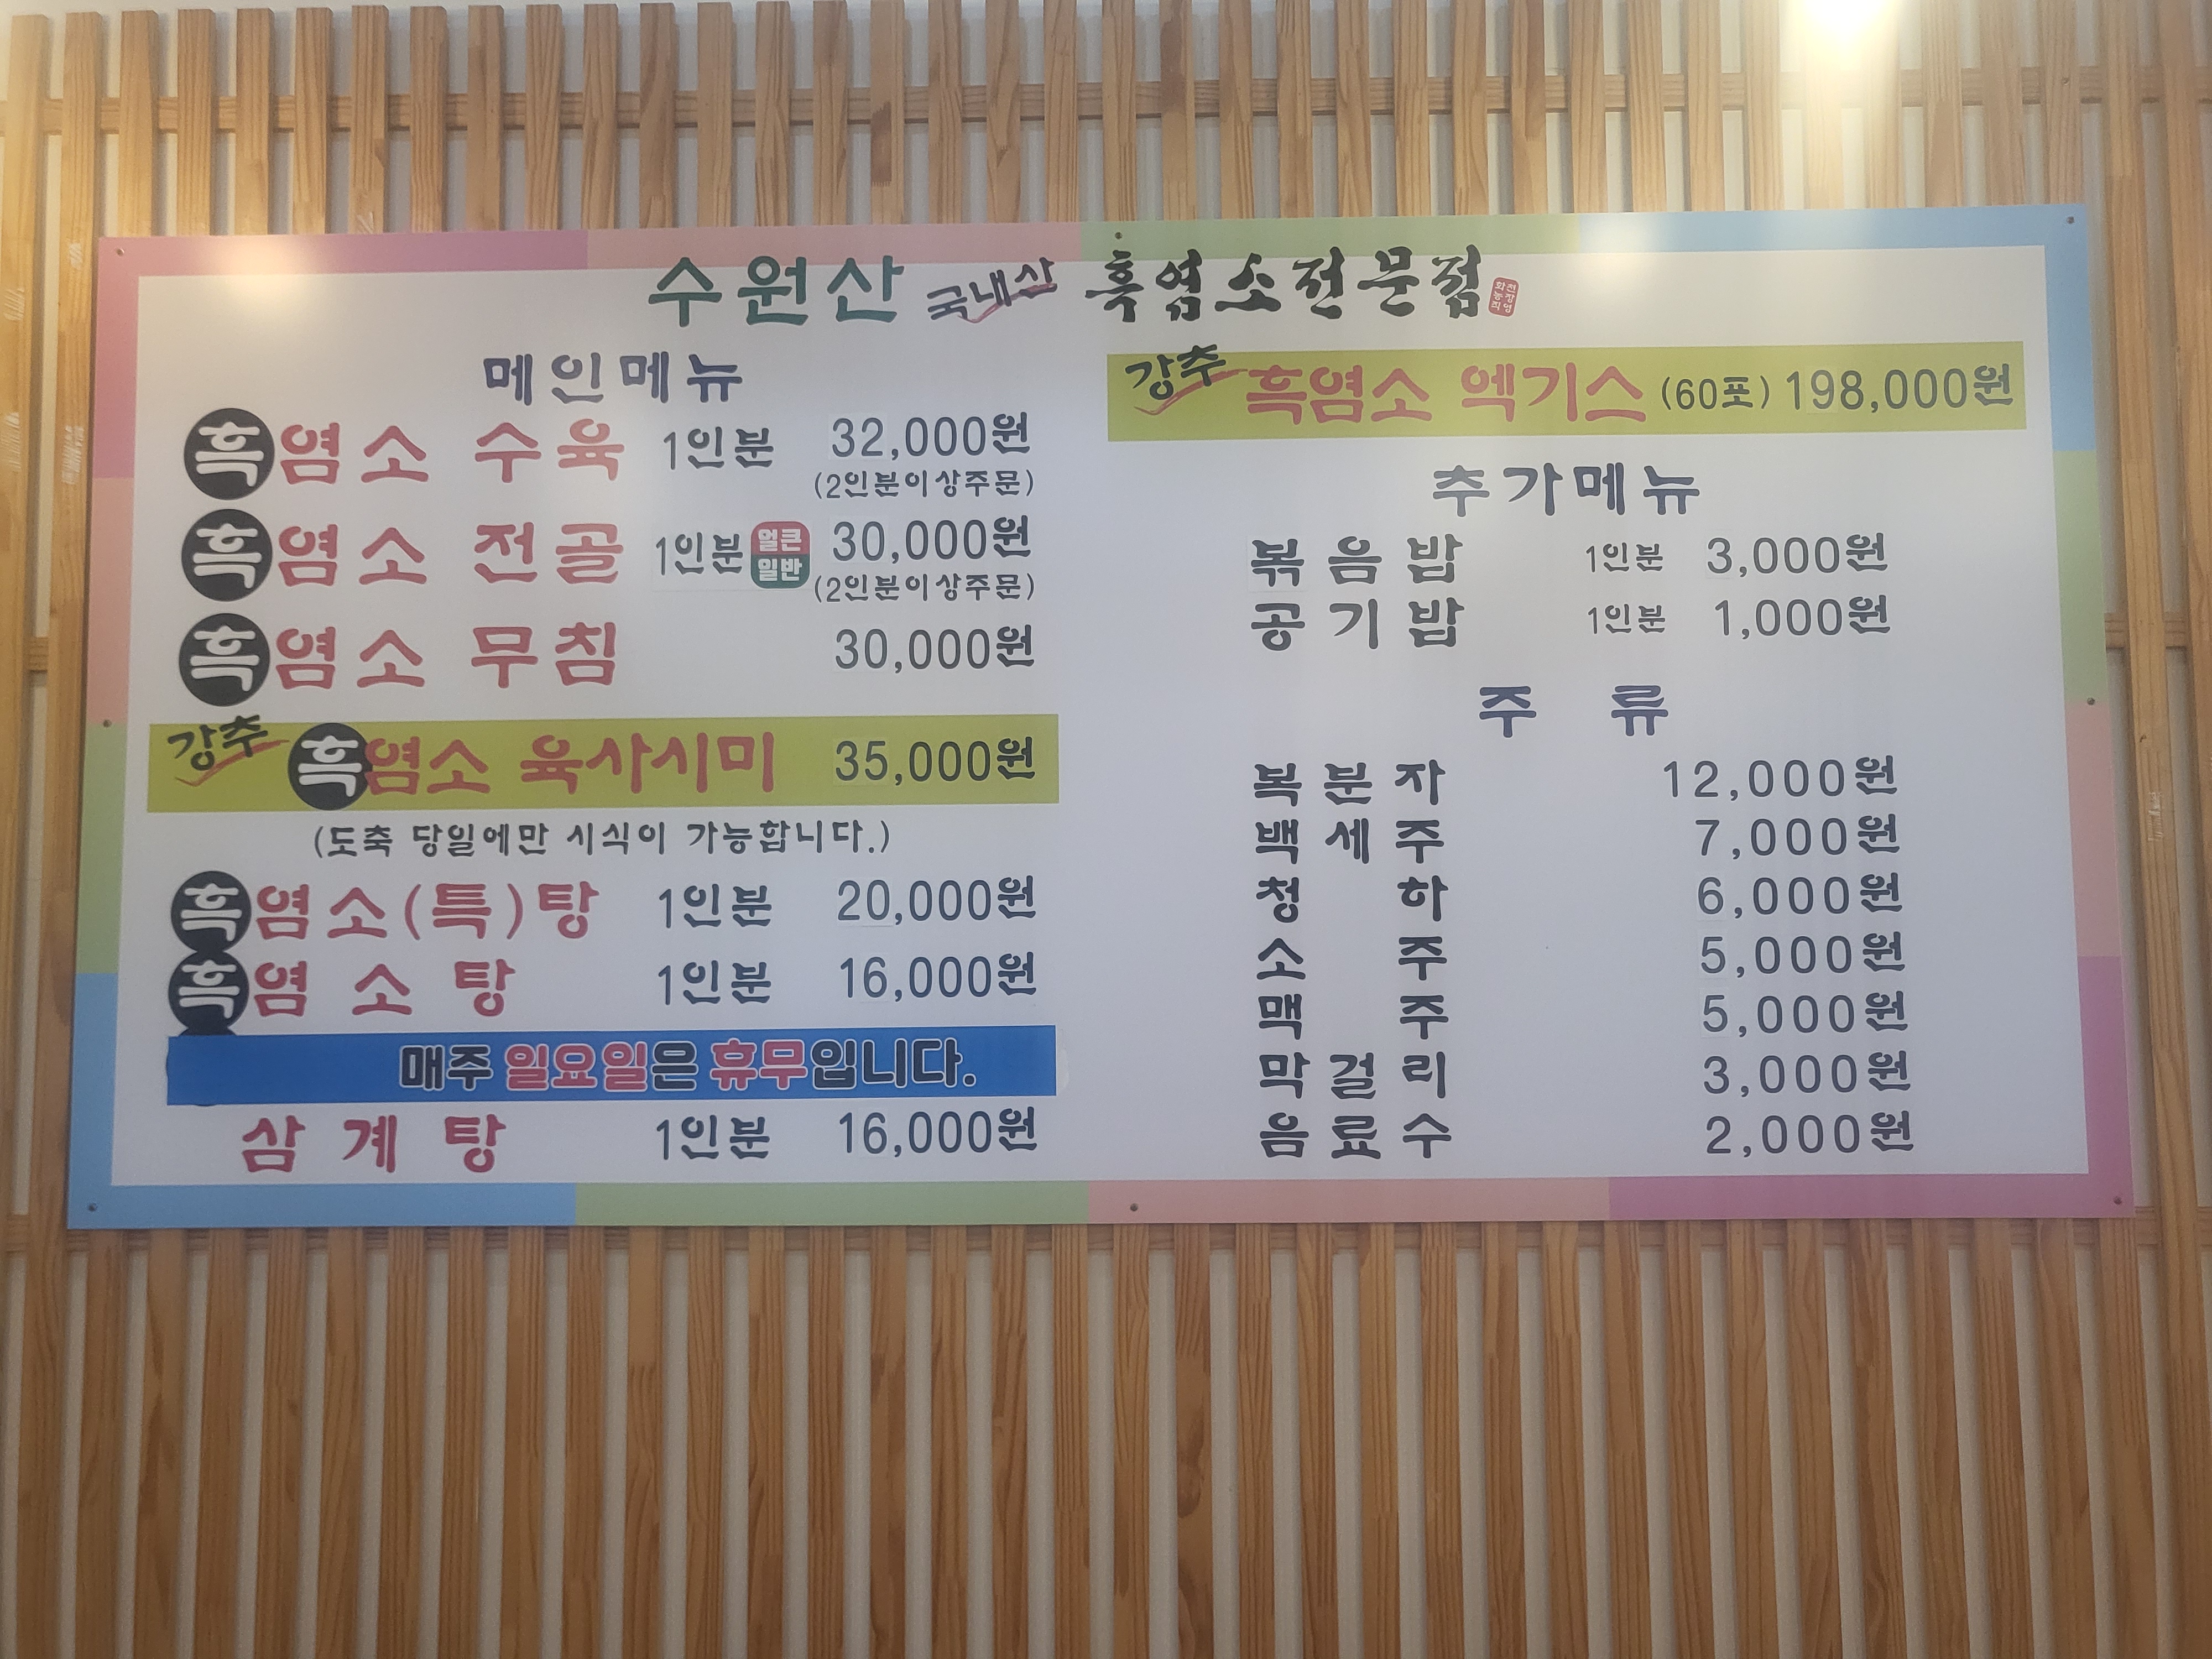 수원산 국내산 흑염소전문점 화전농장직영
메인메뉴
흑염소 수육 1인분 32,000원
(2인분이상주문)
흑염소 전골 1인분 얼큰 일반 30,000원
(2인분이상주문)
흑염소 무침 30,000원
강추 흑염소 육사시미 35,000원
(도축 당일에만 시식이 가능합니다.)
흑염소(특)탕 1인분 20,000원
흑염소탕 1인분 16,000원
매주 일요일은 휴무입니다.
삼계탕 1인분 16,000원
강추 흑염소 엑기스 (60포) 198,000원
추가메뉴
볶음밥 1인분 3,000원
공기밥 1인분 1,000원
주류
복분자 12,000원
백세주 7,000원
청하 6,000원
소주 5,000원
맥주 5,000원
막걸리 3,000원
음료수 2,000원